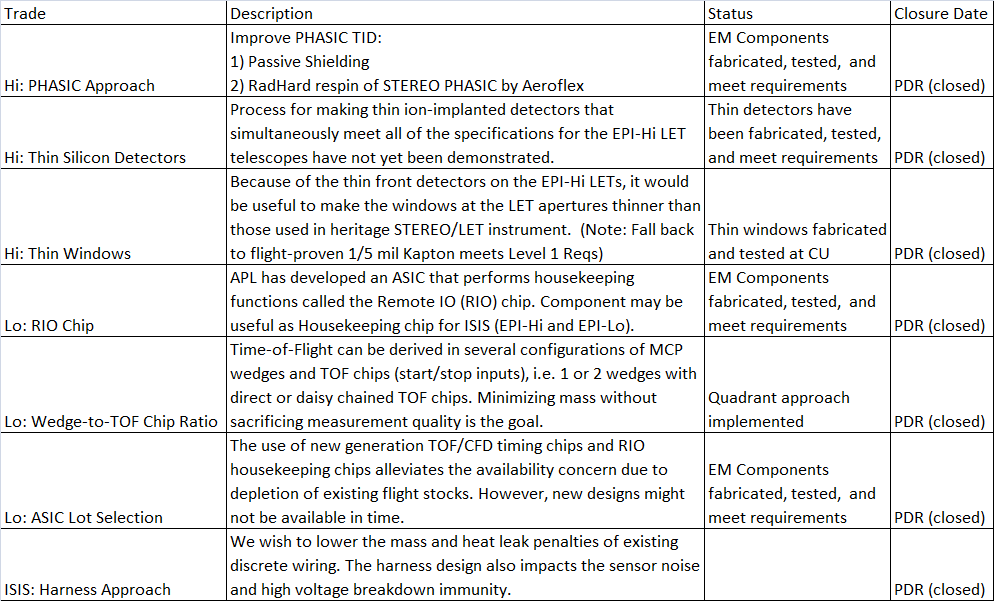 Trade Description Status Closure Date
Improve PHASIC TID:
1) Passive Shielding
2) RadHard respin of STEREO PHASIC by Aeroflex
Hi: PHASIC Approach
EM Components
fabricated, tested,  and
meet requirements
PDR (closed)
Process for making thin ion-implanted detectors that
simultaneously meet all of the specifications for the EPI-Hi LET
telescopes have not yet been demonstrated.
Hi: Thin Silicon Detectors
Thin detectors have
been fabricated, tested,
and meet requirements
PDR (closed)
Because of the thin front detectors on the EPI-Hi LETs, it would
be useful to make the windows at the LET apertures thinner than
those used in heritage STEREO/LET instrument.  (Note: Fall back
to flight-proven 1/5 mil Kapton meets Level 1 Reqs)
Hi: Thin Windows
Thin windows fabricated
and tested at CU
PDR (closed)
APL has developed an ASIC that performs housekeeping
functions called the Remote IO (RIO) chip. Component may be
useful as Housekeeping chip for ISIS (EPI-Hi and EPI-Lo).
Lo: RIO Chip
EM Components
fabricated, tested,  and
meet requirements
PDR (closed)
Time-of-Flight can be derived in several configurations of MCP
wedges and TOF chips (start/stop inputs), i.e. 1 or 2 wedges with
direct or daisy chained TOF chips. Minimizing mass without
sacrificing measurement quality is the goal.
Lo: Wedge-to-TOF Chip Ratio
Quadrant approach
implemented
PDR (closed)
The use of new generation TOF/CFD timing chips and RIO
housekeeping chips alleviates the availability concern due to
depletion of existing flight stocks. However, new designs might
not be available in time.
Lo: ASIC Lot Selection
EM Components
fabricated, tested,  and
meet requirements
PDR (closed)
We wish to lower the mass and heat leak penalties of existing
discrete wiring. The harness design also impacts the sensor noise
and high voltage breakdown immunity.
ISIS: Harness Approach
PDR (closed)